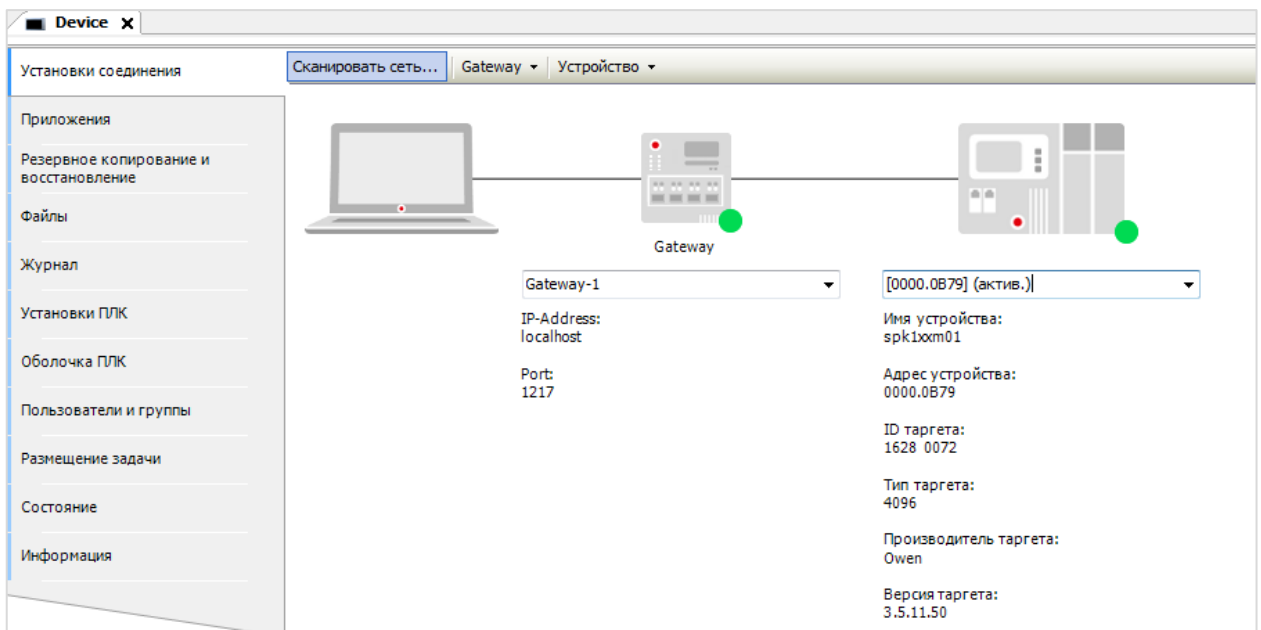 Device
Установки соединения
Приложения
Резервное копирование и
восстановление
Файлы
Журнал
Установки ПЛК
Оболочка ПЛК
Пользователи и группы
Размещение задачи
Состояние
Информация
Сканировать сеть... Gateway Устройство
Gateway
Gateway-1
IP-Address:
localhost
Port:
1217
[0000.0B79] (актив.)
Имя устройства:
spk1xxm01
Адрес устройства:
0000.0B79
ID таргета:
1628 0072
Тип таргета:
4096
Производитель таргета:
Owen
Версия таргета:
3.5.11.50